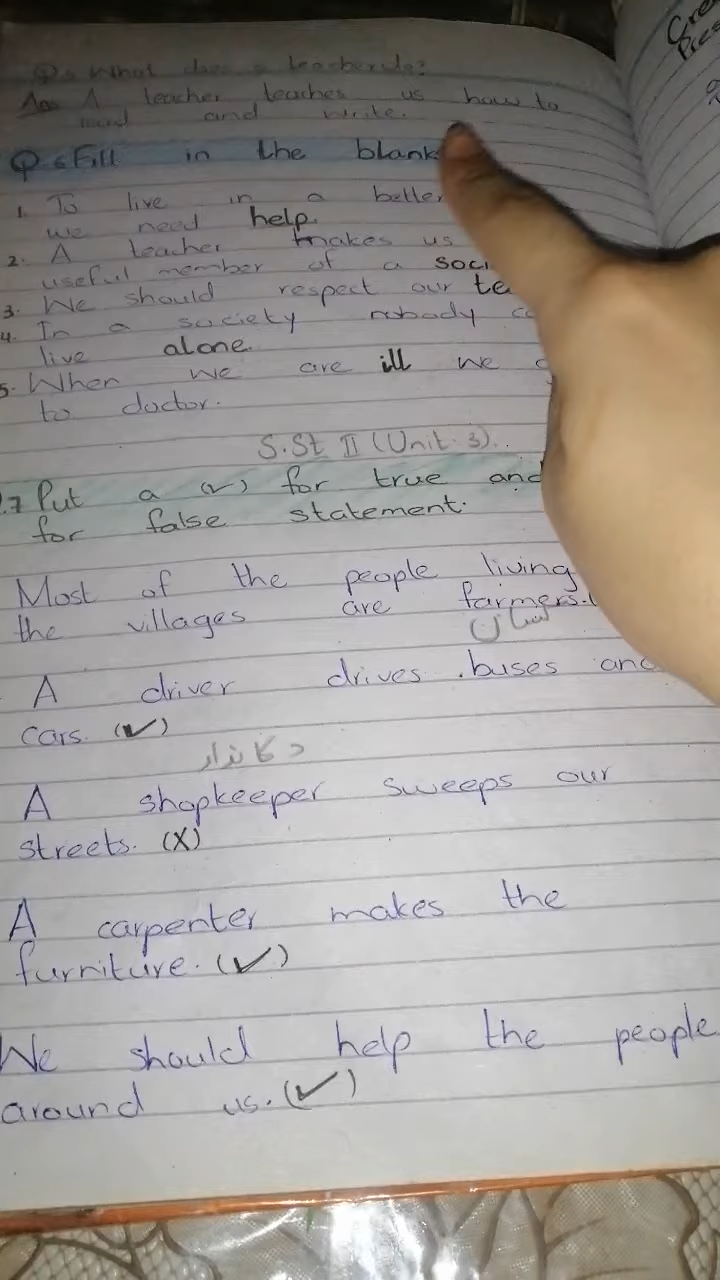 Q5 What does a teacher do?
Ans A teacher teaches us how to
read and write.
Q.6 Fill in the blank
1. To live in a better
we need help.
2. A teacher makes us
useful member of a soci
3. We should respect our te
4. In a society nobody c
live alone.
5. When we are ill we
to doctor.
S.St II (Unit.3)..
.7 Put a (✓) for true and
for false statement.
Most of the people living
the villages are farmers.(
کسان
A driver drives buses and
cars. (✓)
دکاندار
A shopkeeper sweeps our
streets. (X)
A carpenter makes the
furniture. (✓)
We should help the people
around us. (✓)
Cre